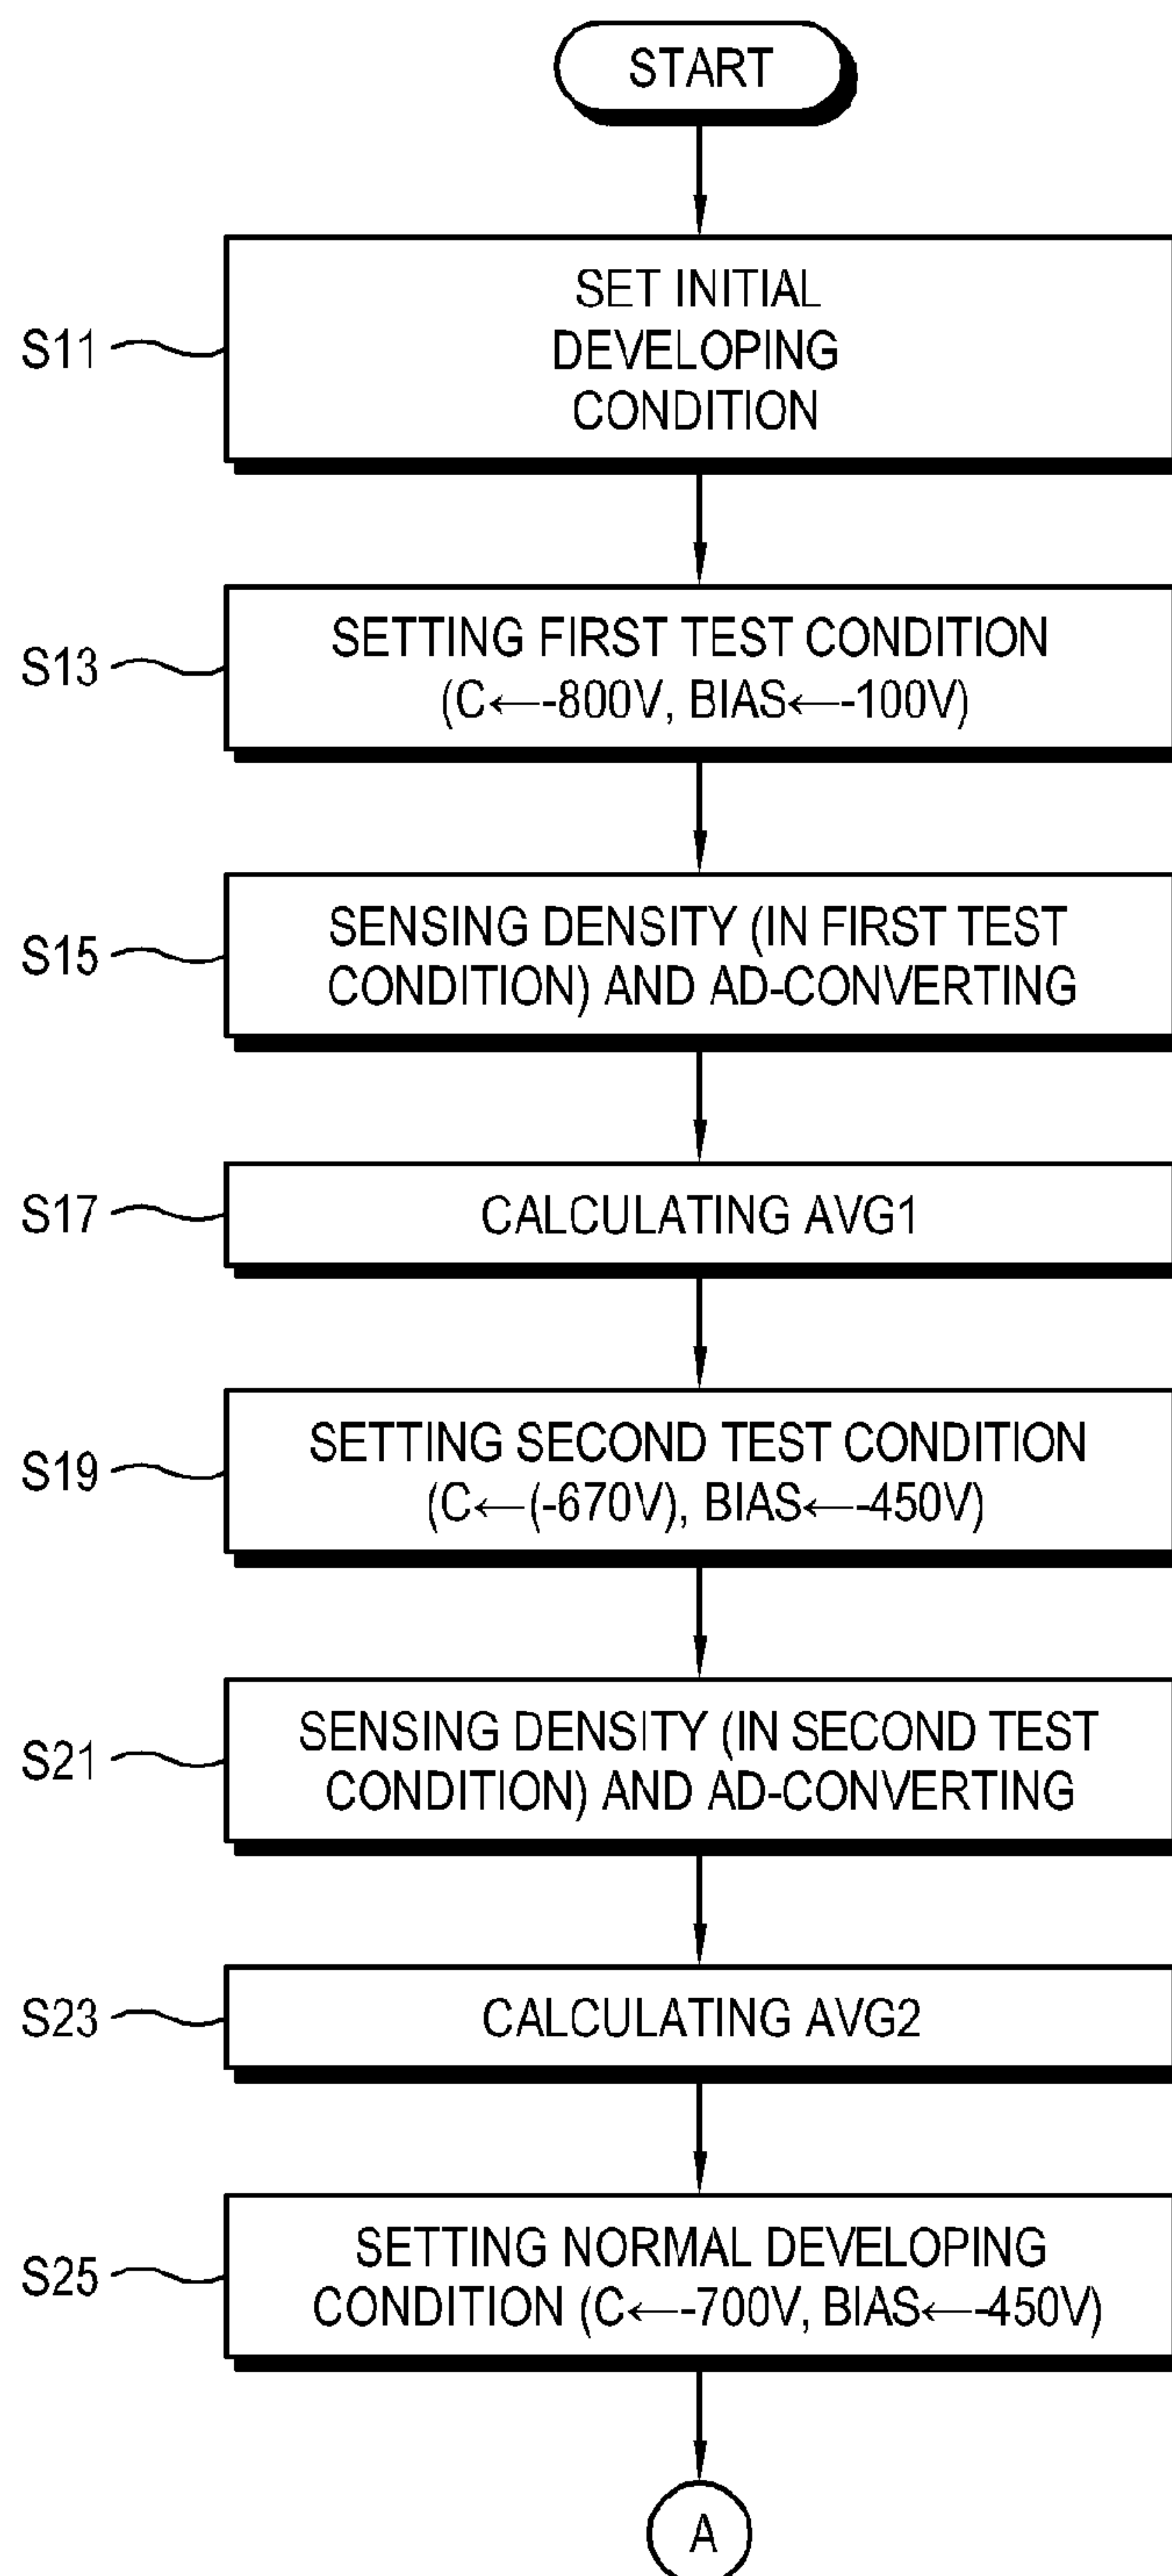 START
SET INITIAL
DEVELOPING
CONDITION
S11
SETTING FIRST TEST CONDITION
(C←-800V, BIAS←-100V)
S13
SENSING DENSITY (IN FIRST TEST
CONDITION) AND AD-CONVERTING
S15
CALCULATING AVG1
S17
SETTING SECOND TEST CONDITION
(C←(-670V), BIAS←-450V)
S19
SENSING DENSITY (IN SECOND TEST
CONDITION) AND AD-CONVERTING
S21
CALCULATING AVG2
S23
SETTING NORMAL DEVELOPING
CONDITION (C←-700V, BIAS←-450V)
S25
A